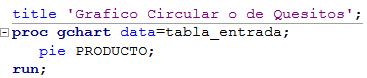 title 'Grafico Circular o de Quesitos';
proc gchart data=tabla_entrada;
pie PRODUCTO;
run;